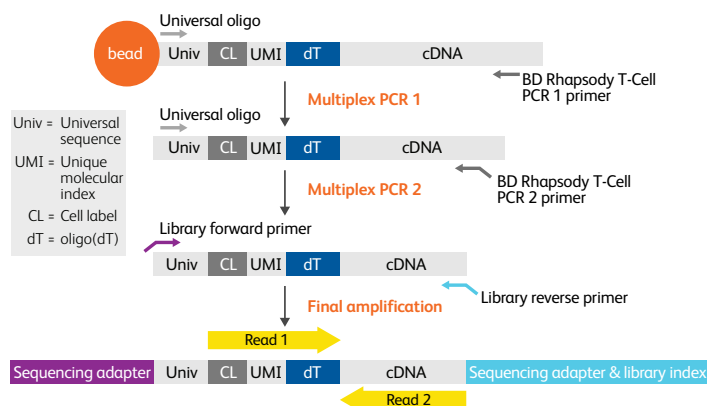 Universal oligo
bead
Univ CL UMI dT cDNA
BD Rhapsody T-Cell
PCR 1 primer
Multiplex PCR 1
Universal oligo
Univ = Universal
sequence
UMI = Unique
molecular
index
CL = Cell label
dT = oligo(dT)
Univ CL UMI dT cDNA
BD Rhapsody T-Cell
PCR 2 primer
Multiplex PCR 2
Library forward primer
Univ CL UMI dT cDNA
Library reverse primer
Final amplification
Read 1
Sequencing adapter Univ CL UMI dT cDNA Sequencing adapter & library index
Read 2